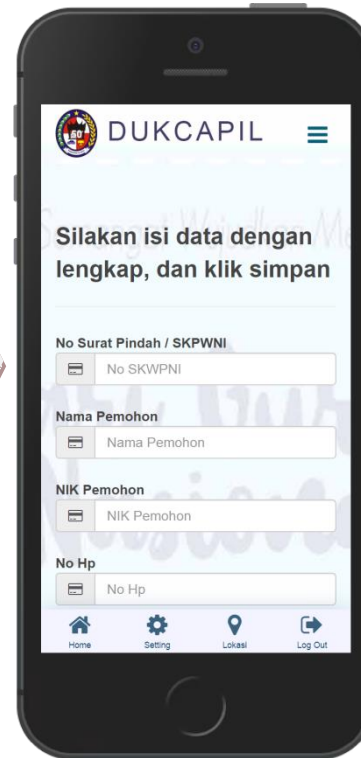 DUKCAPIL
Silakan isi data dengan
lengkap, dan klik simpan
No Surat Pindah / SKPWNI
No SKWPNI
Nama Pemohon
Nama Pemohon
NIK Pemohon
NIK Pemohon
No Hp
No Hp
Home Setting Lokasi Log Out